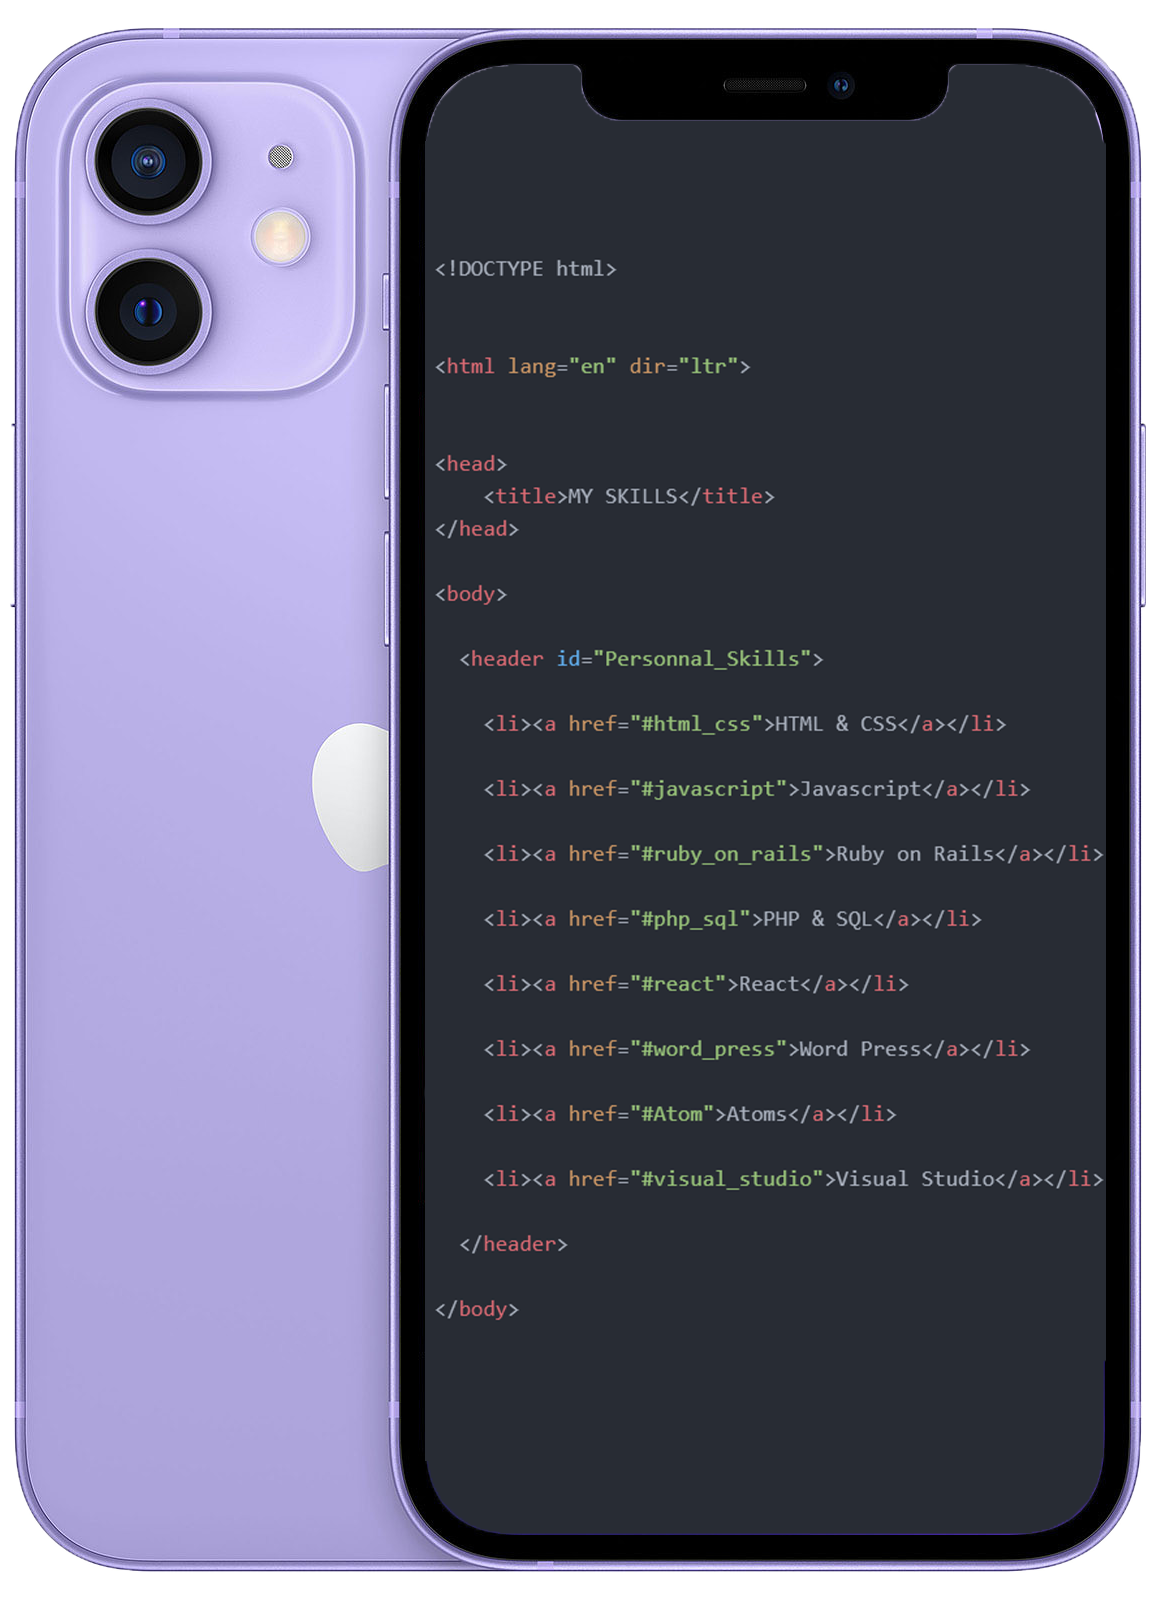 <!DOCTYPE html>
<html lang="en" dir="ltr">
<head>
<title>MY SKILLS</title>
</head>
<body>
<header id="Personnal_Skills">
<li><a href="#html_css">HTML & CSS</a></li>
<li><a href="#javascript">Javascript</a></li>
<li><a href="#ruby_on_rails">Ruby on Rails</a></li>
<li><a href="#php_sql">PHP & SQL</a></li>
<li><a href="#react">React</a></li>
<li><a href="#word_press">Word Press</a></li>
<li><a href="#Atom">Atoms</a></li>
<li><a href="#visual_studio">Visual Studio</a></li>
</header>
</body>